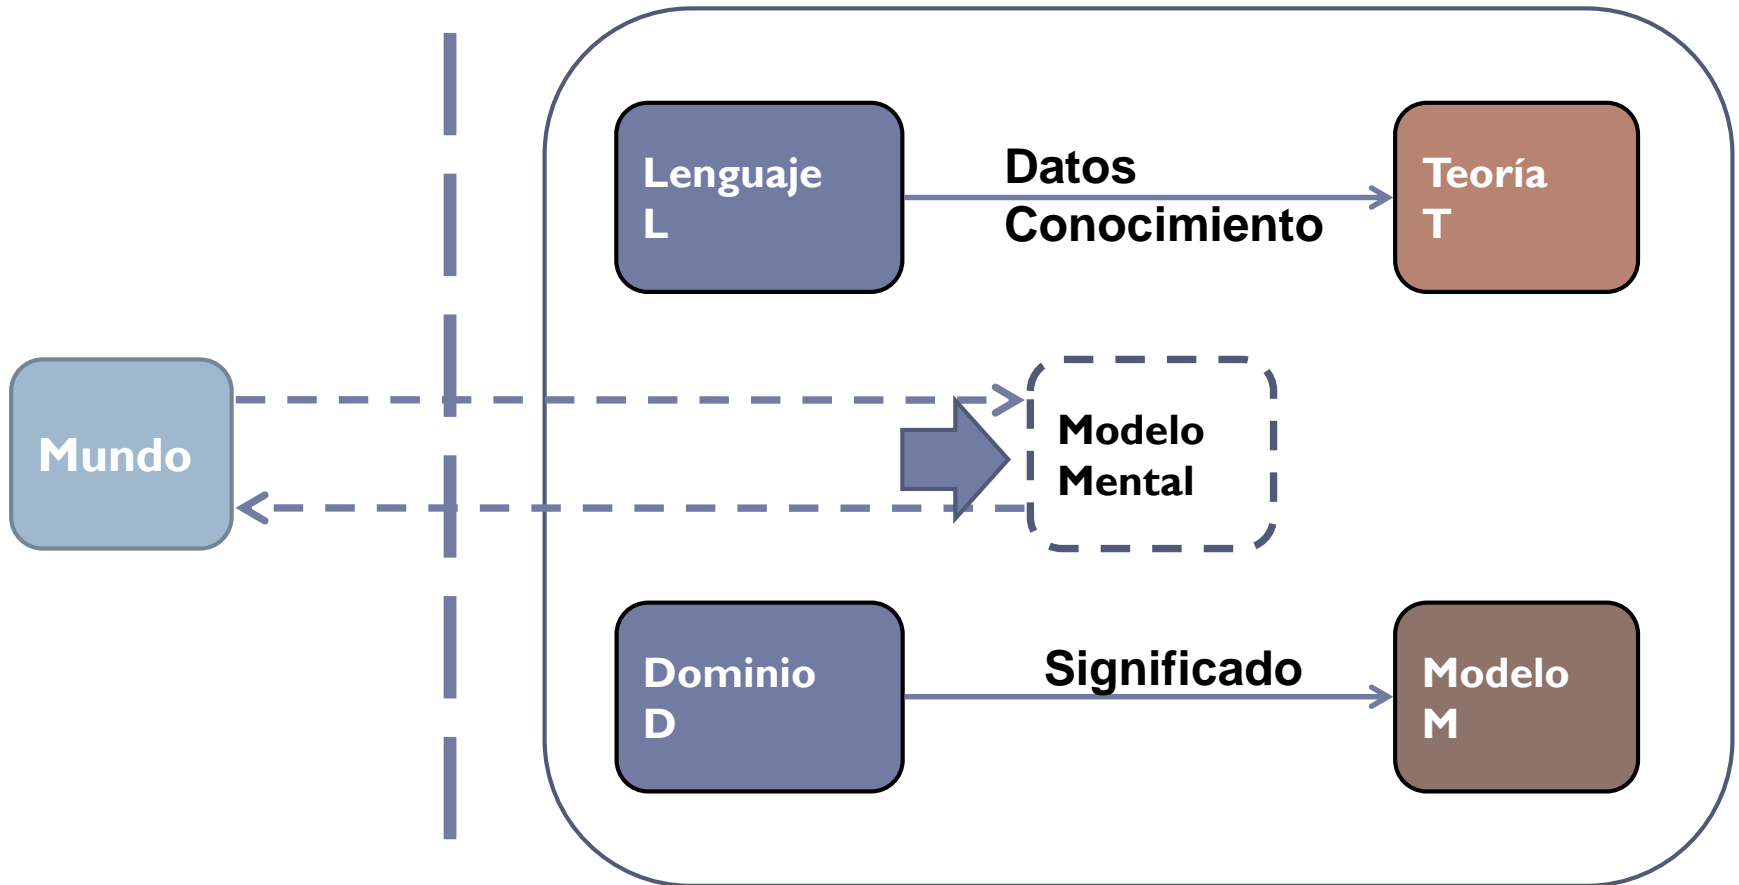 Lenguaje
L
Datos
Conocimiento
Teoría
T
Mundo
Modelo
Mental
Dominio
D
Significado
Modelo
M